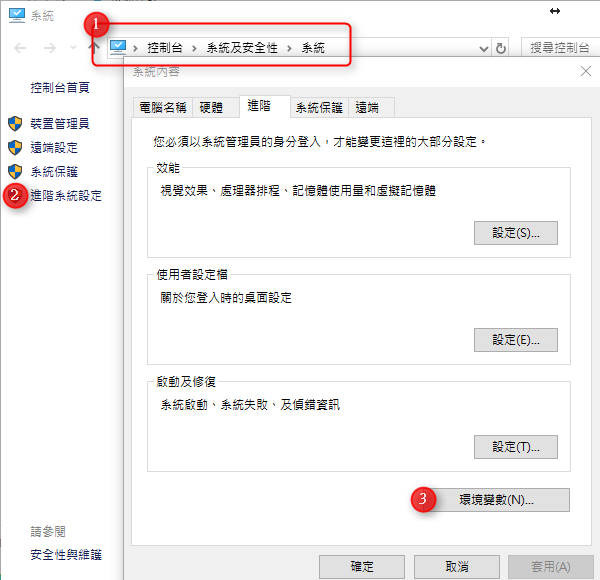 系統
1
控制台 › 系統及安全性 › 系統
搜尋控制台
控制台首頁
裝置管理員
遠端設定
系統保護
2 進階系統設定
請參閱
安全性與維護
系統內容
電腦名稱 硬體 進階 系統保護 遠端
您必須以系統管理員的身分登入，才能變更這裡的大部分設定。
效能
視覺效果、處理器排程、記憶體使用量和虛擬記憶體
設定(S)...
使用者設定檔
關於您登入時的桌面設定
設定(E)...
啟動及修復
系統啟動、系統失敗、及偵錯資訊
設定(T)...
3 環境變數(N)...
確定 取消 套用(A)